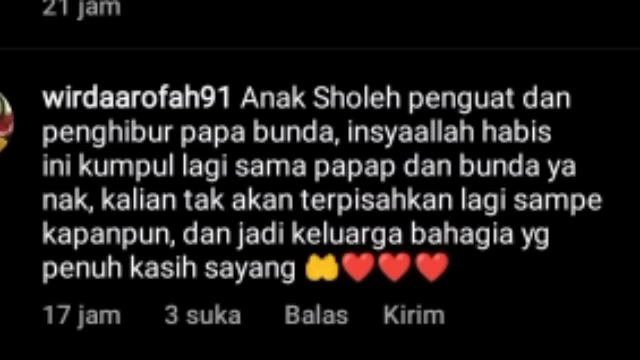 21 jam
wirdaarofah91 Anak Sholeh penguat dan
penghibur papa bunda, insyaallah habis
ini kumpul lagi sama papap dan bunda ya
nak, kalian tak akan terpisahkan lagi sampe
kapanpun, dan jadi keluarga bahagia yg
penuh kasih sayang 🤲❤️❤️❤️
17 jam 3 suka Balas Kirim